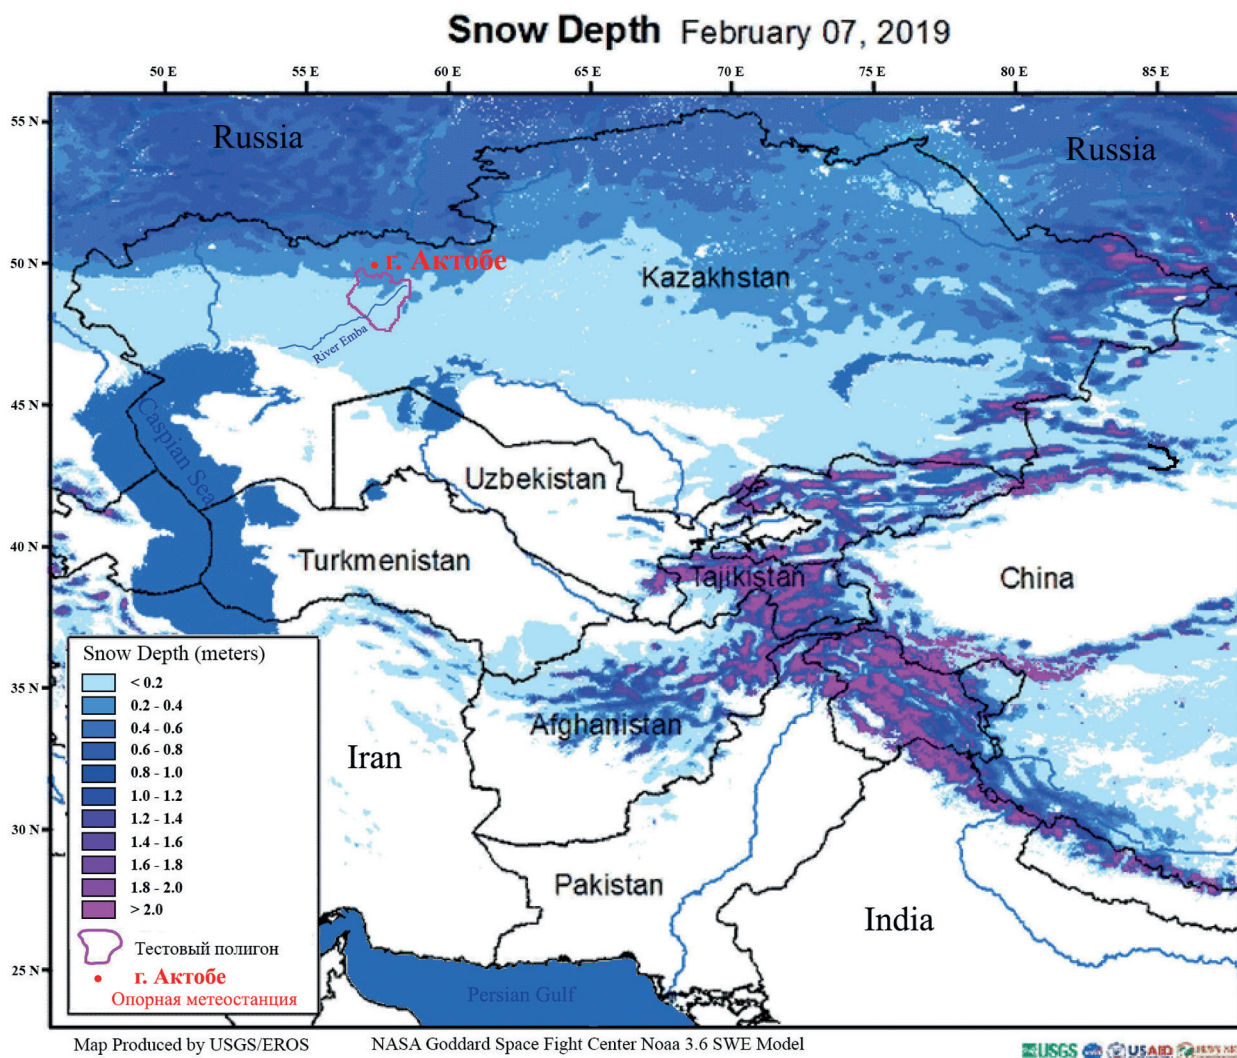 Snow Depth February 07, 2019
50 E 55 E 60 E 65 E 70 E 75 E 80 E 85 E
55 N
50 N
45 N
40 N
35 N
30 N
25 N
Russia
Russia
г. Актобе
Kazakhstan
River Emba
Caspian Sea
Uzbekistan
Turkmenistan
Tajikistan
China
Afghanistan
Iran
Pakistan
India
Persian Gulf
Snow Depth (meters)
< 0.2
0.2 - 0.4
0.4 - 0.6
0.6 - 0.8
0.8 - 1.0
1.0 - 1.2
1.2 - 1.4
1.4 - 1.6
1.6 - 1.8
1.8 - 2.0
> 2.0
Тестовый полигон
г. Актобе
Опорная метеостанция
Map Produced by USGS/EROS
NASA Goddard Space Fight Center Noaa 3.6 SWE Model
USGS
USAID